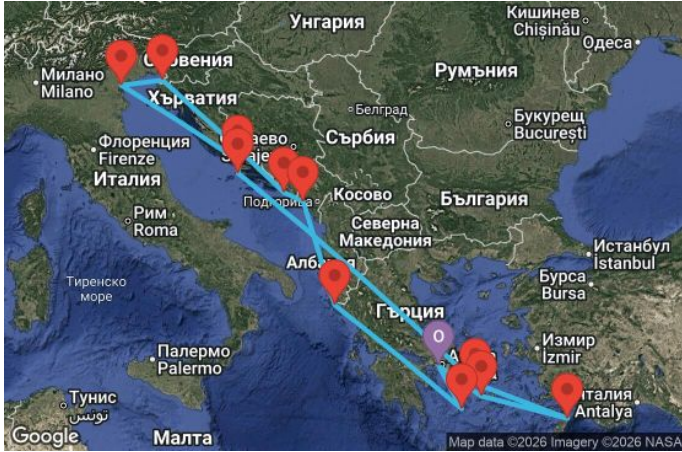 Унгария
Кишинев
Chișinău
Одеса
Милано
Milano
Словения
Румъния
Хърватия
Белград
Букурещ
București
Флоренция
Firenze
Сърбия
Италия
Подгорица
Косово
България
Рим
Roma
Северна
Македония
Истанбул
İstanbul
Албания
Бурса
Bursa
Тиренско
море
Гърция
O
Измир
İzmir
Палермо
Palermo
Анталия
Antalya
Тунис
تونس
Малта
Google
Map data ©2026 Imagery ©2026 NASA